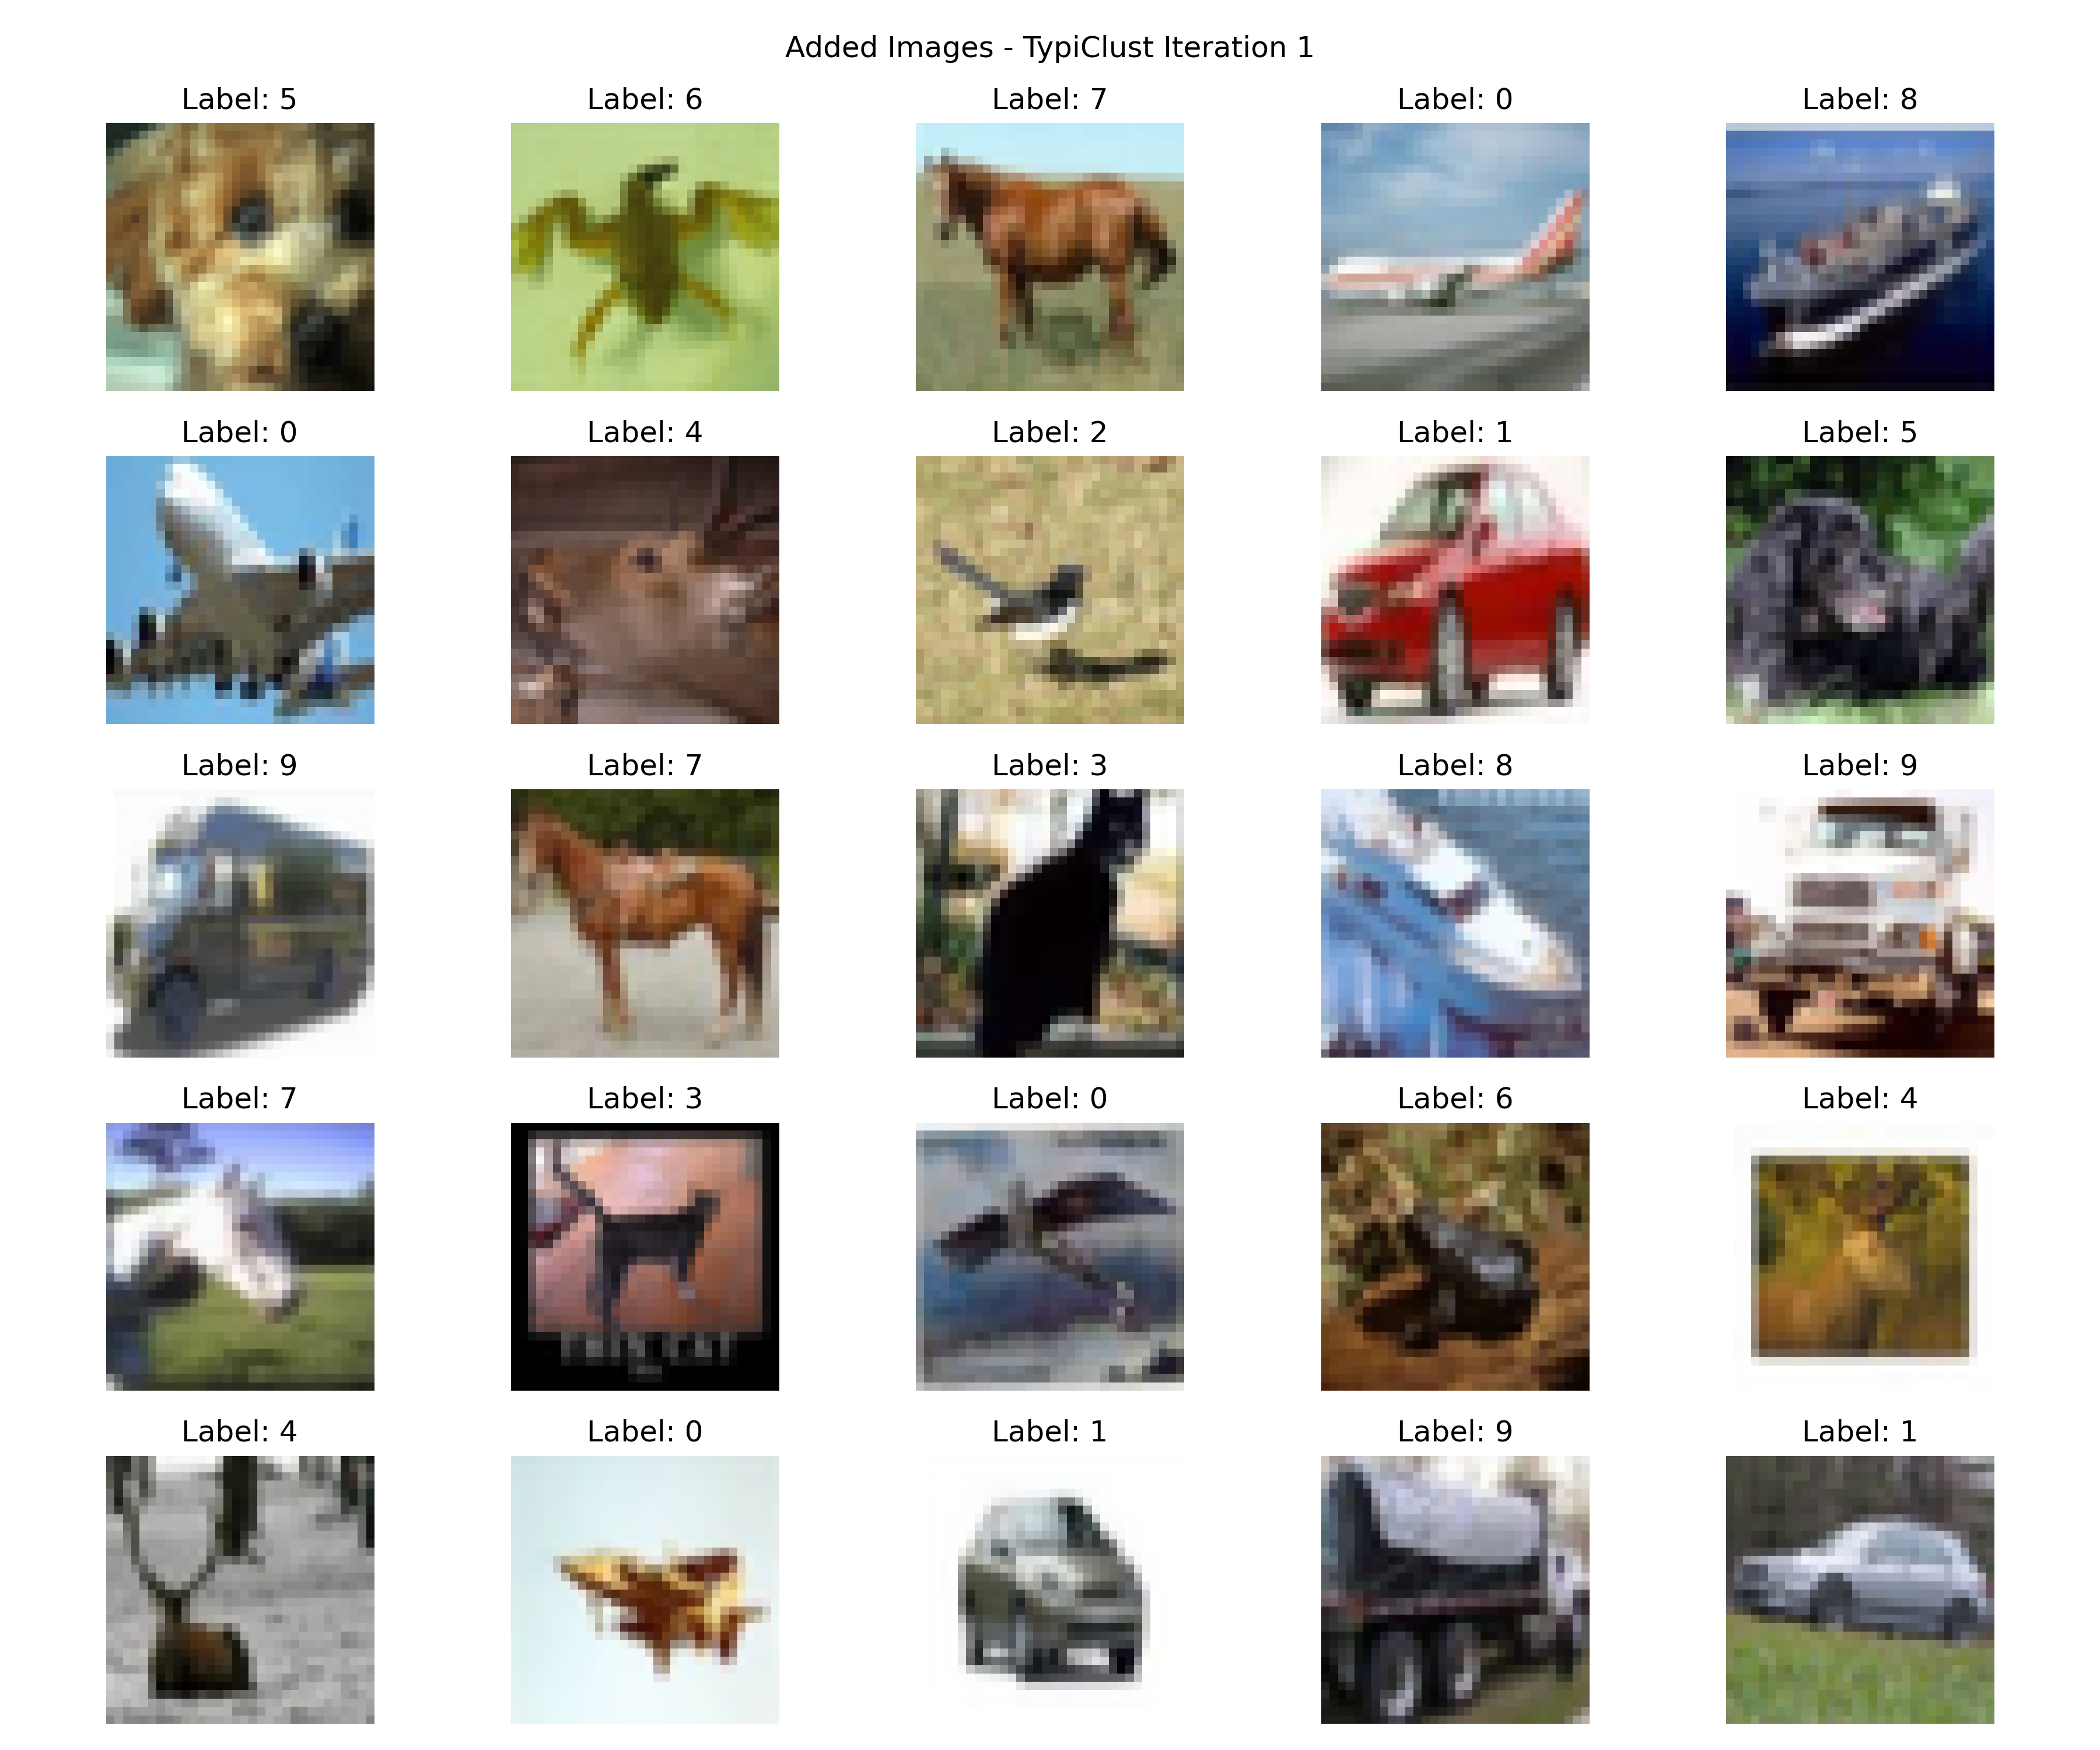 Added Images - TypiClust Iteration 1
Label: 5 Label: 6 Label: 7 Label: 0 Label: 8
Label: 0 Label: 4 Label: 2 Label: 1 Label: 5
Label: 9 Label: 7 Label: 3 Label: 8 Label: 9
Label: 7 Label: 3 Label: 0 Label: 6 Label: 4
THIN CAT
Label: 4 Label: 0 Label: 1 Label: 9 Label: 1